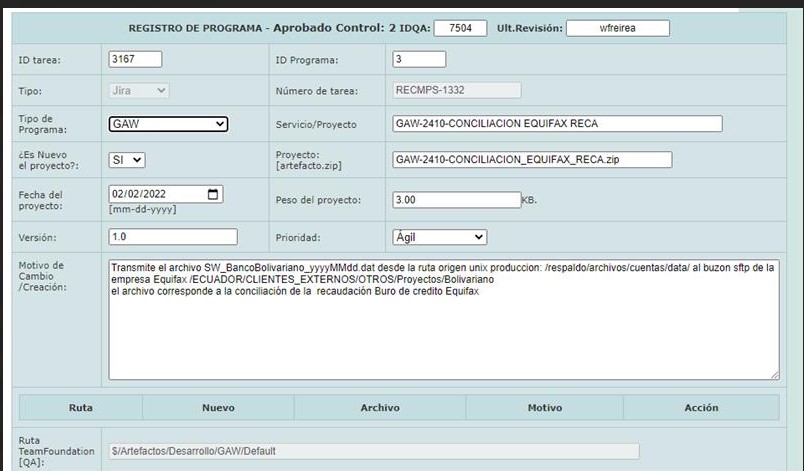 REGISTRO DE PROGRAMA - Aprobado Control: 2 IDQA: 7504 Ult.Revisión: wfreirea
ID tarea: 3167 ID Programa: 3
Tipo: Jira Número de tarea: RECMPS-1332
Tipo de
Programa: GAW Servicio/Proyecto GAW-2410-CONCILIACION EQUIFAX RECA
¿Es Nuevo
el proyecto?: SI Proyecto:
[artefacto.zip] GAW-2410-CONCILIACION_EQUIFAX_RECA.zip
Fecha del
proyecto: 02/02/2022
[mm-dd-yyyy] Peso del proyecto: 3.00 KB.
Versión: 1.0 Prioridad: Ágil
Motivo de
Cambio
/Creación:
Transmite el archivo SW_BancoBolivariano_yyyyMMdd.dat desde la ruta origen unix produccion: /respaldo/archivos/cuentas/data/ al buzon sftp de la
empresa Equifax /ECUADOR/CLIENTES_EXTERNOS/OTROS/Proyectos/Bolivariano
el archivo corresponde a la conciliación de la  recaudación Buro de credito Equifax
Ruta Nuevo Archivo Motivo Acción
Ruta
TeamFoundation
[QA]: $/Artefactos/Desarrollo/GAW/Default